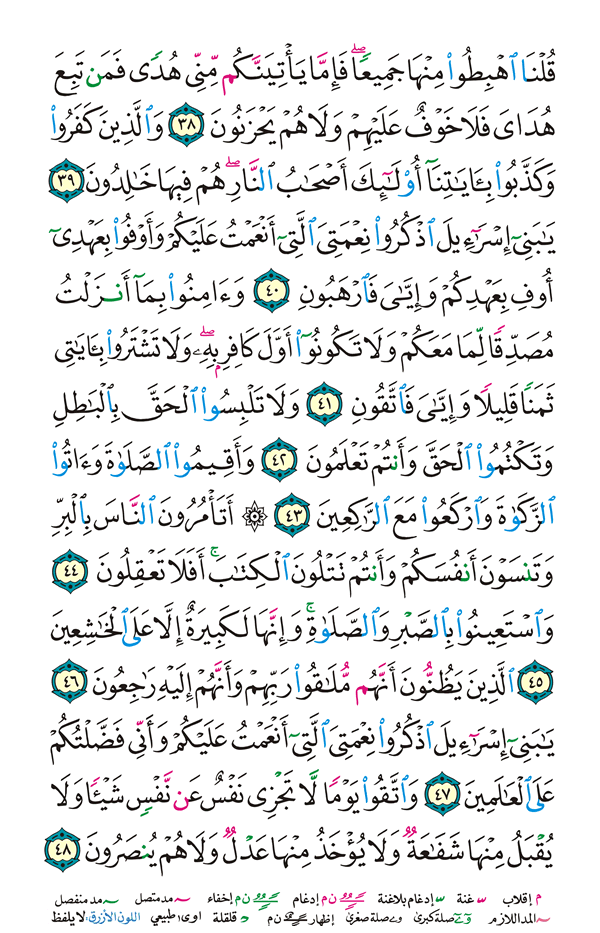 قُلْنَا ٱهْبِطُوا۟ مِنْهَا جَمِيعًا ۖ فَإِمَّا يَأْتِيَنَّكُم مِّنِّى هُدًى فَمَن تَبِعَ
هُدَاىَ فَلَا خَوْفٌ عَلَيْهِمْ وَلَا هُمْ يَحْزَنُونَ ٣٨ وَٱلَّذِينَ كَفَرُوا۟
وَكَذَّبُوا۟ بِـَٔايَـٰتِنَآ أُو۟لَـٰٓئِكَ أَصْحَـٰبُ ٱلنَّارِ ۖ هُمْ فِيهَا خَـٰلِدُونَ ٣٩
يَـٰبَنِىٓ إِسْرَٰٓءِيلَ ٱذْكُرُوا۟ نِعْمَتِىَ ٱلَّتِىٓ أَنْعَمْتُ عَلَيْكُمْ وَأَوْفُوا۟ بِعَهْدِىٓ
أُوفِ بِعَهْدِكُمْ وَإِيَّـٰىَ فَٱرْهَبُونِ ٤٠ وَءَامِنُوا۟ بِمَآ أَنزَلْتُ
مُصَدِّقًا لِّمَا مَعَكُمْ وَلَا تَكُونُوٓا۟ أَوَّلَ كَافِرٍۭ بِهِۦ ۖ وَلَا تَشْتَرُوا۟ بِـَٔايَـٰتِى
ثَمَنًا قَلِيلًا وَإِيَّـٰىَ فَٱتَّقُونِ ٤١ وَلَا تَلْبِسُوا۟ ٱلْحَقَّ بِٱلْبَـٰطِلِ
وَتَكْتُمُوا۟ ٱلْحَقَّ وَأَنتُمْ تَعْلَمُونَ ٤٢ وَأَقِيمُوا۟ ٱلصَّلَوٰةَ وَءَاتُوا۟
ٱلزَّكَوٰةَ وَٱرْكَعُوا۟ مَعَ ٱلرَّٰكِعِينَ ٤٣ ۞ أَتَأْمُرُونَ ٱلنَّاسَ بِٱلْبِرِّ
وَتَنسَوْنَ أَنفُسَكُمْ وَأَنتُمْ تَتْلُونَ ٱلْكِتَـٰبَ ۚ أَفَلَا تَعْقِلُونَ ٤٤
وَٱسْتَعِينُوا۟ بِٱلصَّبْرِ وَٱلصَّلَوٰةِ ۚ وَإِنَّهَا لَكَبِيرَةٌ إِلَّا عَلَى ٱلْخَـٰشِعِينَ
٤٥ ٱلَّذِينَ يَظُنُّونَ أَنَّهُم مُّلَـٰقُوا۟ رَبِّهِمْ وَأَنَّهُمْ إِلَيْهِ رَٰجِعُونَ ٤٦
يَـٰبَنِىٓ إِسْرَٰٓءِيلَ ٱذْكُرُوا۟ نِعْمَتِىَ ٱلَّتِىٓ أَنْعَمْتُ عَلَيْكُمْ وَأَنِّى فَضَّلْتُكُمْ
عَلَى ٱلْعَـٰلَمِينَ ٤٧ وَٱتَّقُوا۟ يَوْمًا لَّا تَجْزِى نَفْسٌ عَن نَّفْسٍ شَيْـًٔا وَلَا
يُقْبَلُ مِنْهَا شَفَـٰعَةٌ وَلَا يُؤْخَذُ مِنْهَا عَدْلٌ وَلَا هُمْ يُنصَرُونَ ٤٨
م إقلاب س غنة س إدغام بلاغنة ن م إدغام ن م إخفاء مد متصل مد منفصل
المد اللازم صلة كبرى صلة صغرى إظهار ن م د قلقلة اوى، طبيعي اللون الأزرق: لا يلفظ